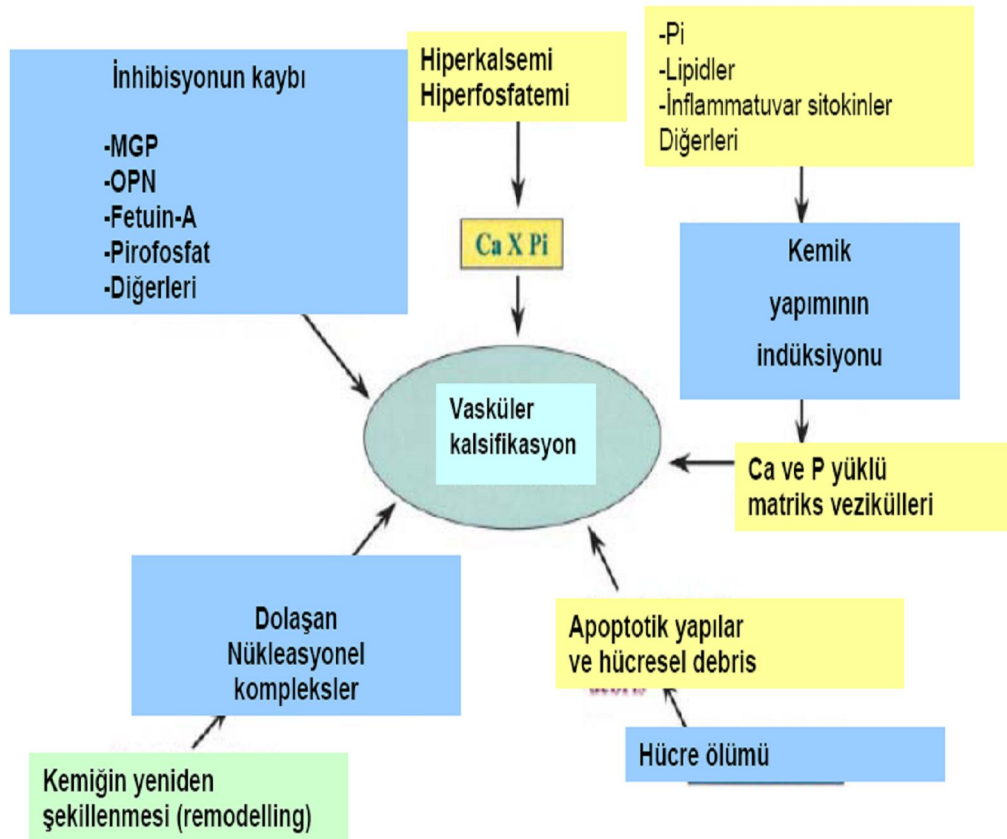 İnhibisyonun kaybı
-MGP
-OPN
-Fetuin-A
-Pirofosfat
-Diğerleri
Hiperkalsemi
Hiperfosfatemi
Ca X Pi
-Pi
-Lipidler
-İnflammatuvar sitokinler
Diğerleri
Kemik
yapımının
indüksiyonu
Ca ve P yüklü
matriks vezikülleri
Vasküler
kalsifikasyon
Dolaşan
Nükleasyonel
kompleksler
Kemiğin yeniden
şekillenmesi (remodelling)
Apoptotik yapılar
ve hücresel debris
Hücre ölümü